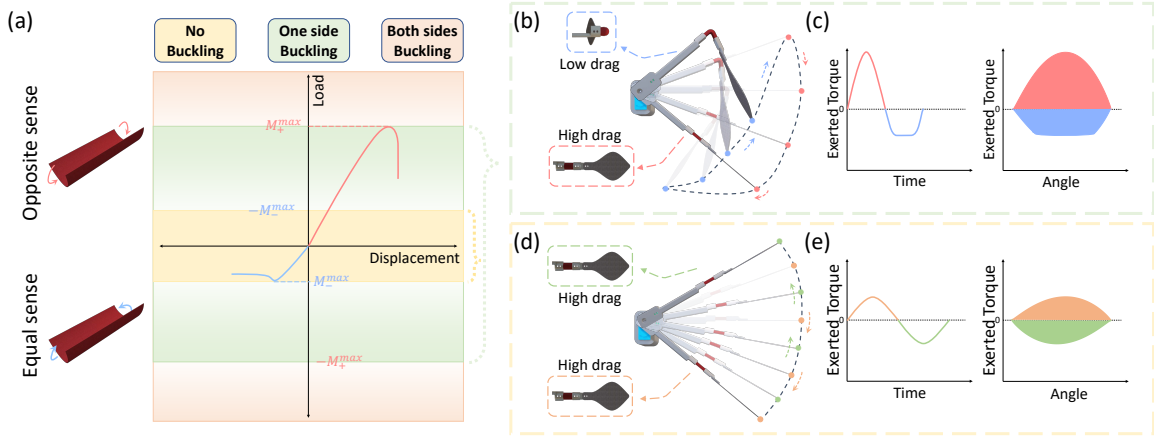 (a)
No
Buckling
One side
Buckling
Both sides
Buckling
Opposite sense
Equal sense
Load
Displacement
M₊ᵐᵃˣ
−M₋ᵐᵃˣ
M₋ᵐᵃˣ
−M₊ᵐᵃˣ
(b)
Low drag
High drag
(c)
Exerted Torque
0
Time
Exerted Torque
0
Angle
(d)
High drag
High drag
(e)
Exerted Torque
0
Time
Exerted Torque
0
Angle